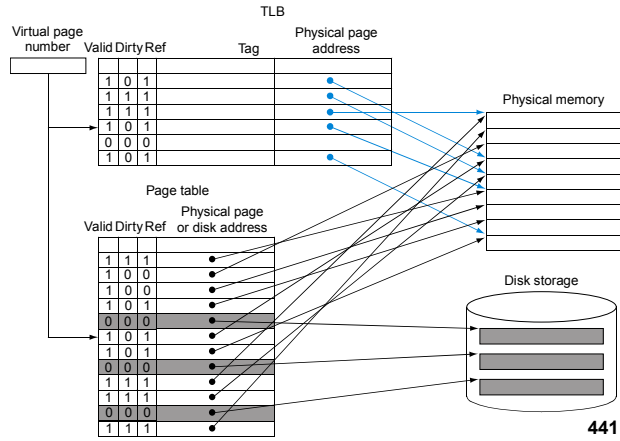 TLB
Virtual page
number
Valid Dirty Ref Tag Physical page
address
1 0 1
1 1 1
1 1 1
1 0 1
0 0 0
1 0 1
Physical memory
Page table
Valid Dirty Ref Physical page
or disk address
1 1 1
1 0 0
1 0 0
1 0 1
0 0 0
1 0 1
1 0 1
0 0 0
1 1 1
1 1 1
0 0 0
1 1 1
Disk storage
441